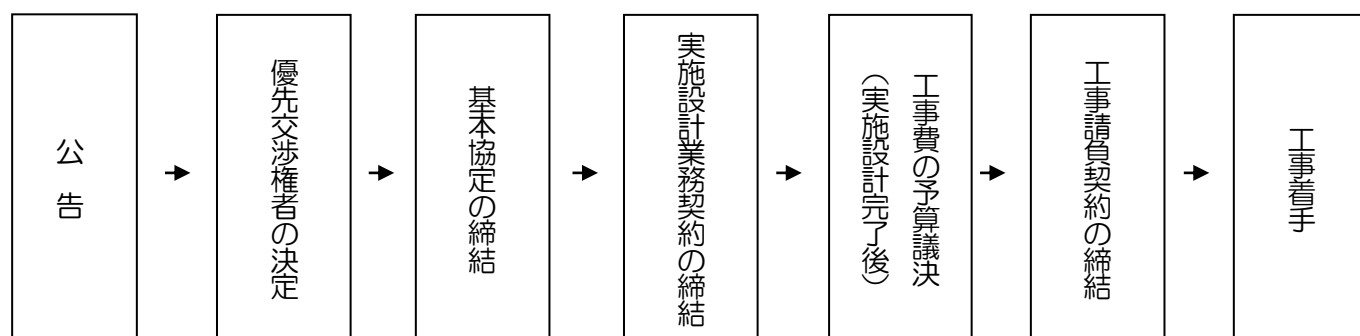 公告
優先交渉権者の決定
基本協定の締結
実施設計業務契約の締結
工事費の予算議決
（実施設計完了後）
工事請負契約の締結
工事着手